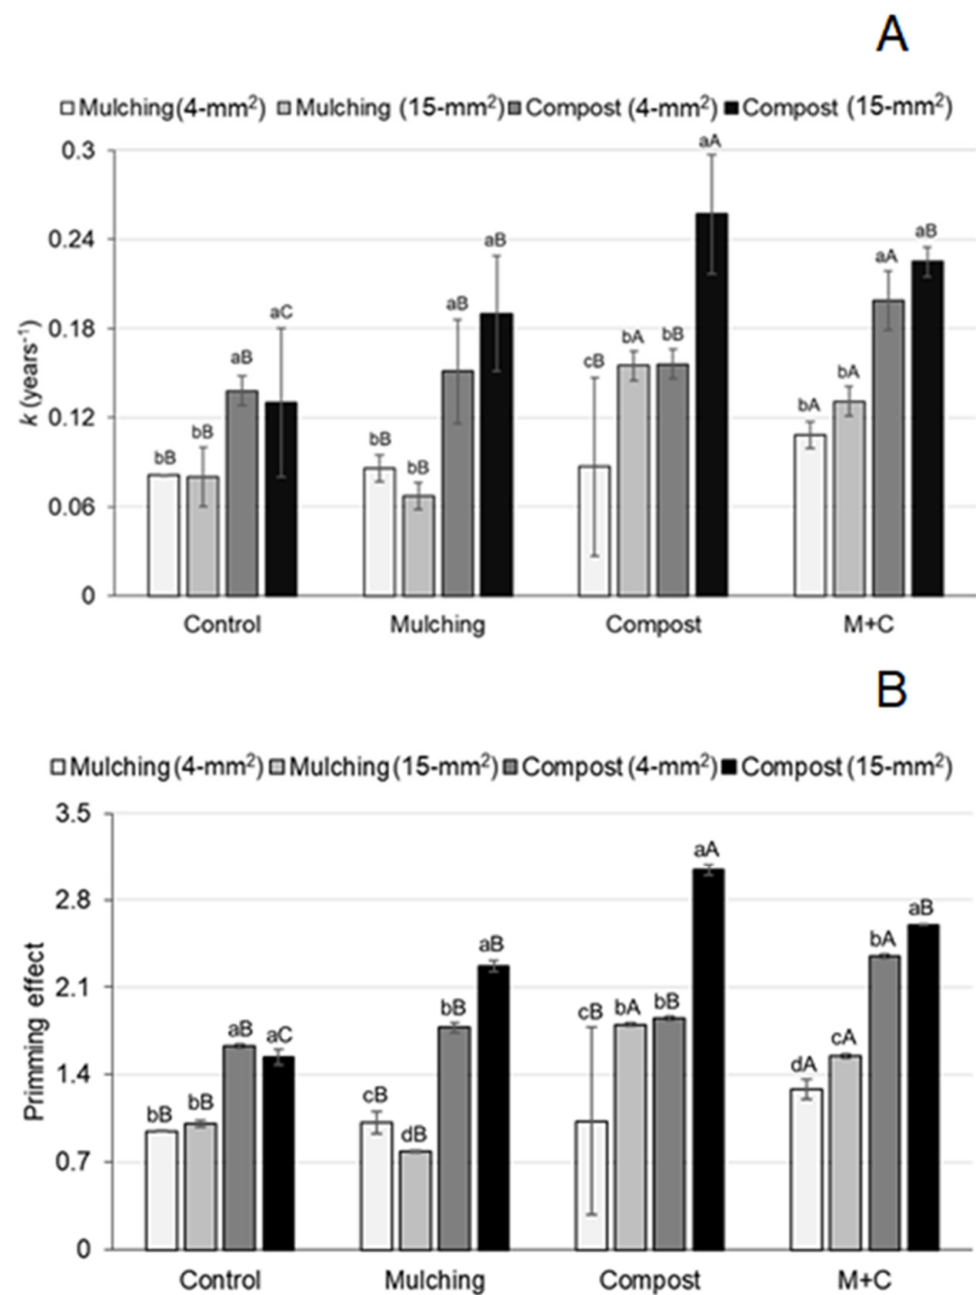 A
Mulching (4-mm²) Mulching (15-mm²) Compost (4-mm²) Compost (15-mm²)
0.3
0.24
0.18
0.12
0.06
0
k (years⁻¹)
bB bB aB aC
bB bB aB aB
cB bA bB aA
bA bA aA aB
Control Mulching Compost M+C
B
Mulching (4-mm²) Mulching (15-mm²) Compost (4-mm²) Compost (15-mm²)
3.5
2.8
2.1
1.4
0.7
0
Primming effect
bB bB aB aC
cB dB bB aB
cB bA bB aA
dA cA bA aB
Control Mulching Compost M+C